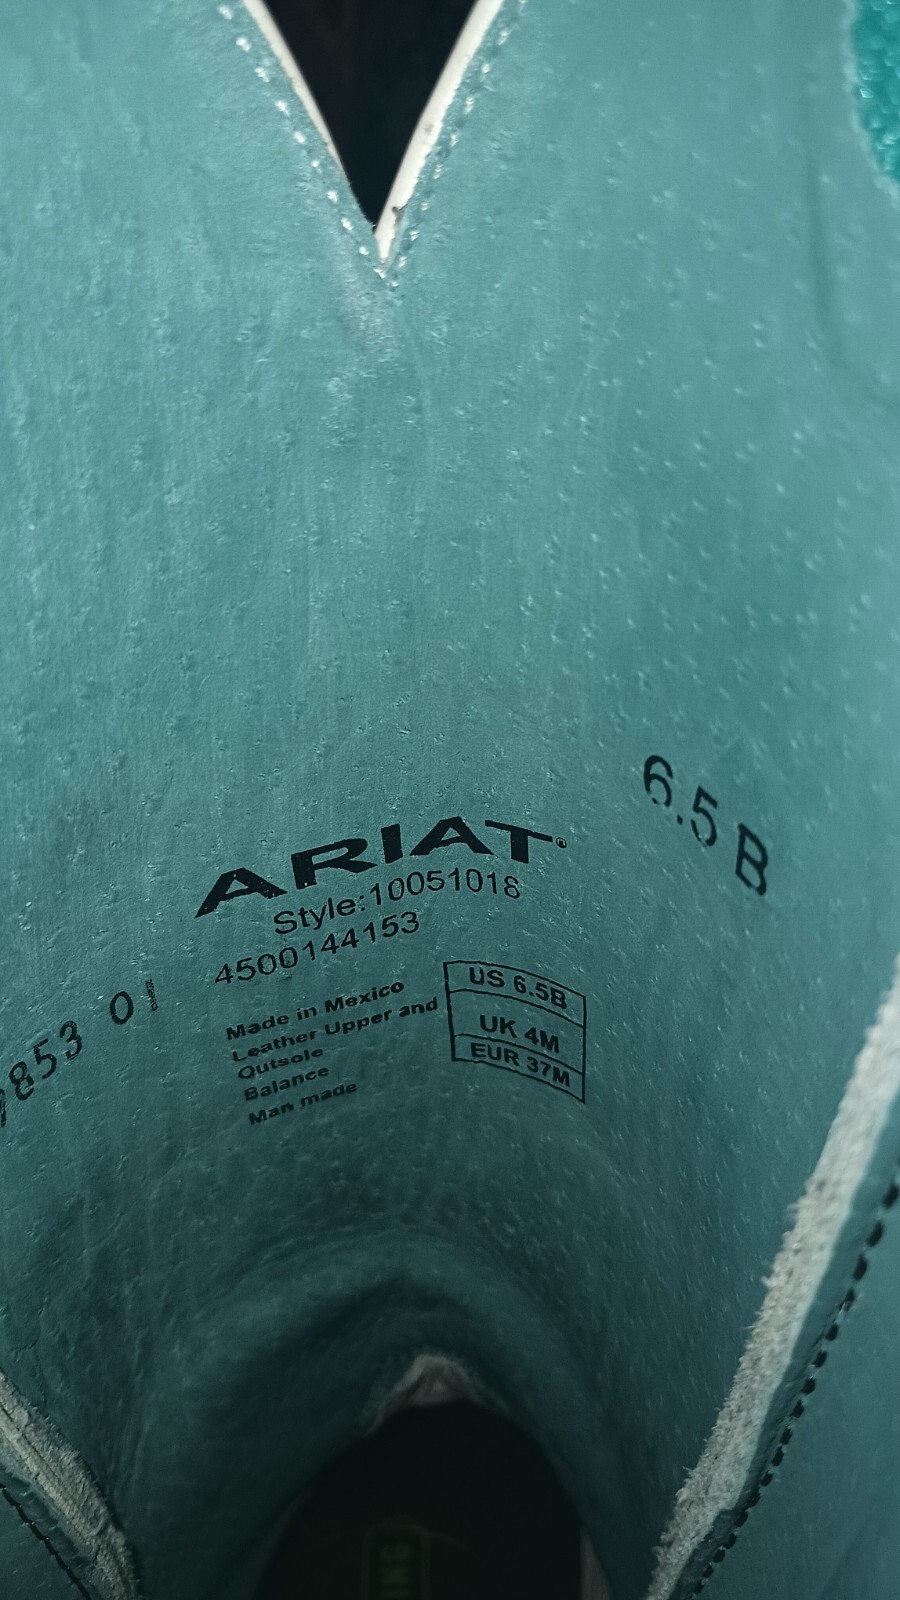 6.5 B
ARIAT®
Style:10051018
4500144153
853 01
Made in Mexico
Leather Upper and
Outsole
Balance
Man made
US 6.5B
UK 4M
EUR 37M